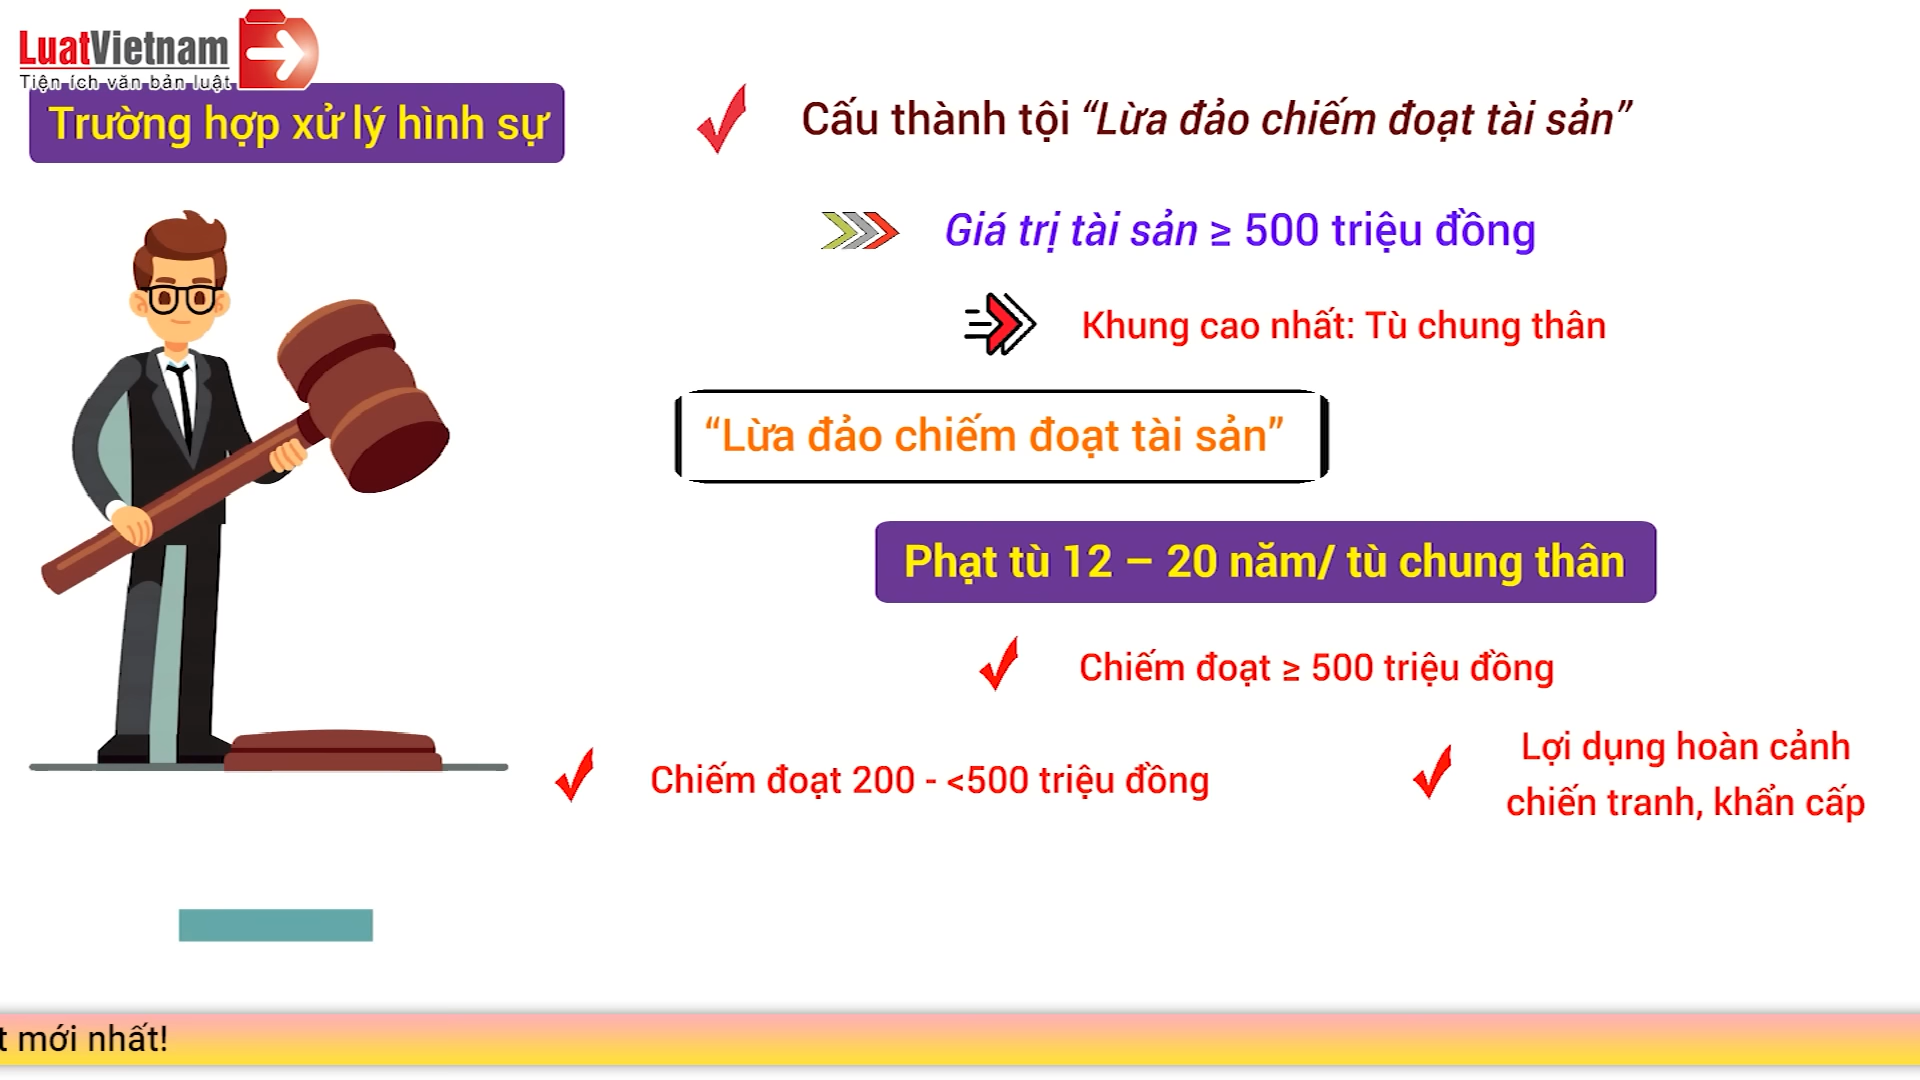 LuatVietnam
Tiện ích văn bản luật
Trường hợp xử lý hình sự
Cấu thành tội “Lừa đảo chiếm đoạt tài sản”
Giá trị tài sản ≥ 500 triệu đồng
Khung cao nhất: Tù chung thân
“Lừa đảo chiếm đoạt tài sản”
Phạt tù 12 – 20 năm/ tù chung thân
Chiếm đoạt ≥ 500 triệu đồng
Chiếm đoạt 200 - <500 triệu đồng
Lợi dụng hoàn cảnh
chiến tranh, khẩn cấp
t mới nhất!